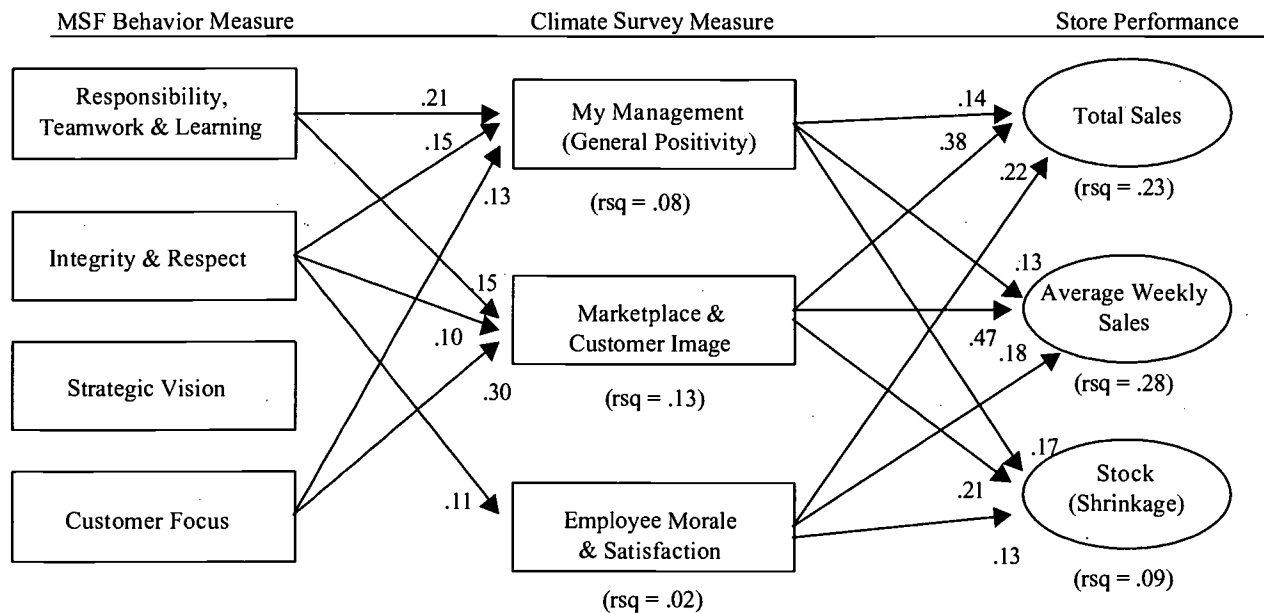 MSF Behavior Measure
Climate Survey Measure
Store Performance
Responsibility,
Teamwork & Learning
Integrity & Respect
Strategic Vision
Customer Focus
.21
.15
.13
.15
.10
.30
.11
My Management
(General Positivity)
(rsq = .08)
Marketplace &
Customer Image
(rsq = .13)
Employee Morale
& Satisfaction
(rsq = .02)
.14
.38
.22
.13
.47
.18
.17
.21
.13
Total Sales
(rsq = .23)
Average Weekly
Sales
(rsq = .28)
Stock
(Shrinkage)
(rsq = .09)